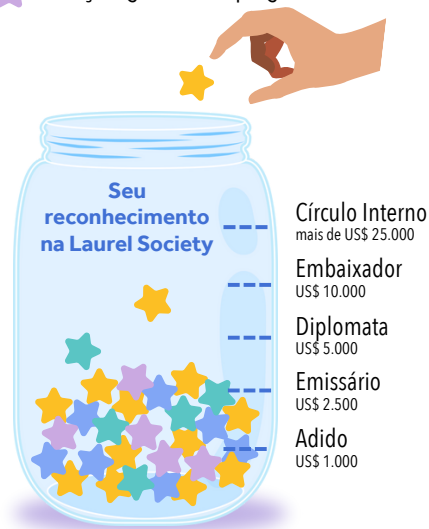 Seu
reconhecimento
na Laurel Society
Círculo Interno
mais de US$ 25.000
Embaixador
US$ 10.000
Diplomata
US$ 5.000
Emissário
US$ 2.500
Adido
US$ 1.000